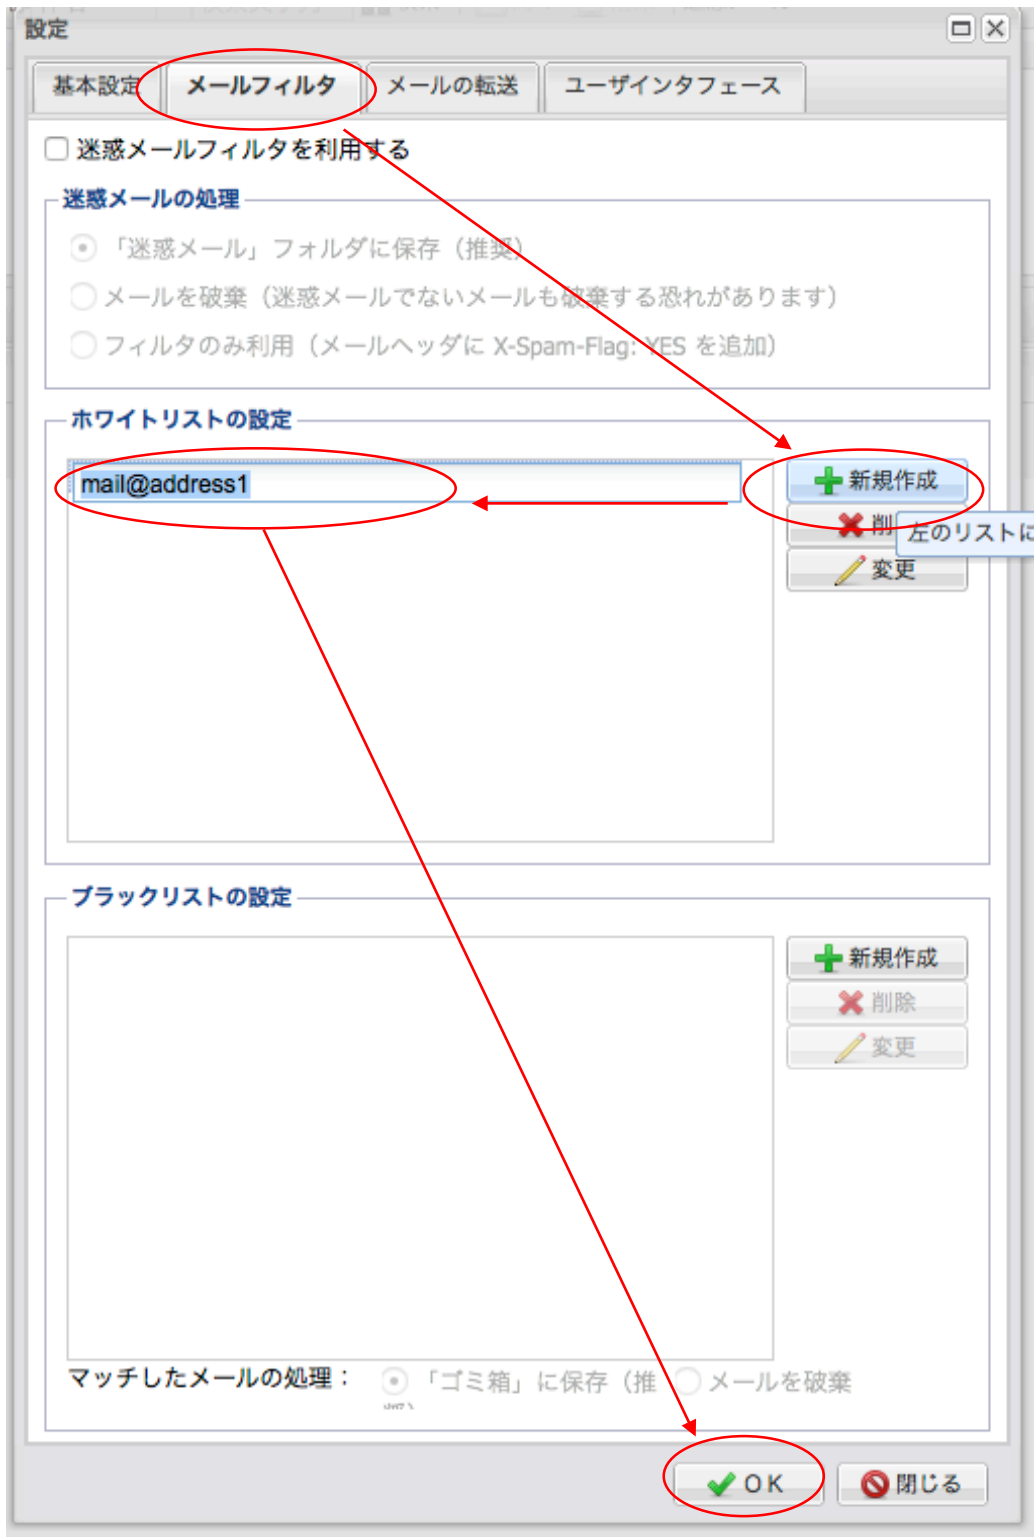 設定
基本設定 メールフィルタ メールの転送 ユーザインタフェース
迷惑メールフィルタを利用する
迷惑メールの処理
「迷惑メール」フォルダに保存（推奨）
メールを破棄（迷惑メールでないメールも破棄する恐れがあります）
フィルタのみ利用（メールヘッダに X-Spam-Flag: YES を追加）
ホワイトリストの設定
mail@address1
新規作成
削
左のリストに
変更
ブラックリストの設定
新規作成
削除
変更
マッチしたメールの処理： 「ゴミ箱」に保存（推 メールを破棄
OK 閉じる